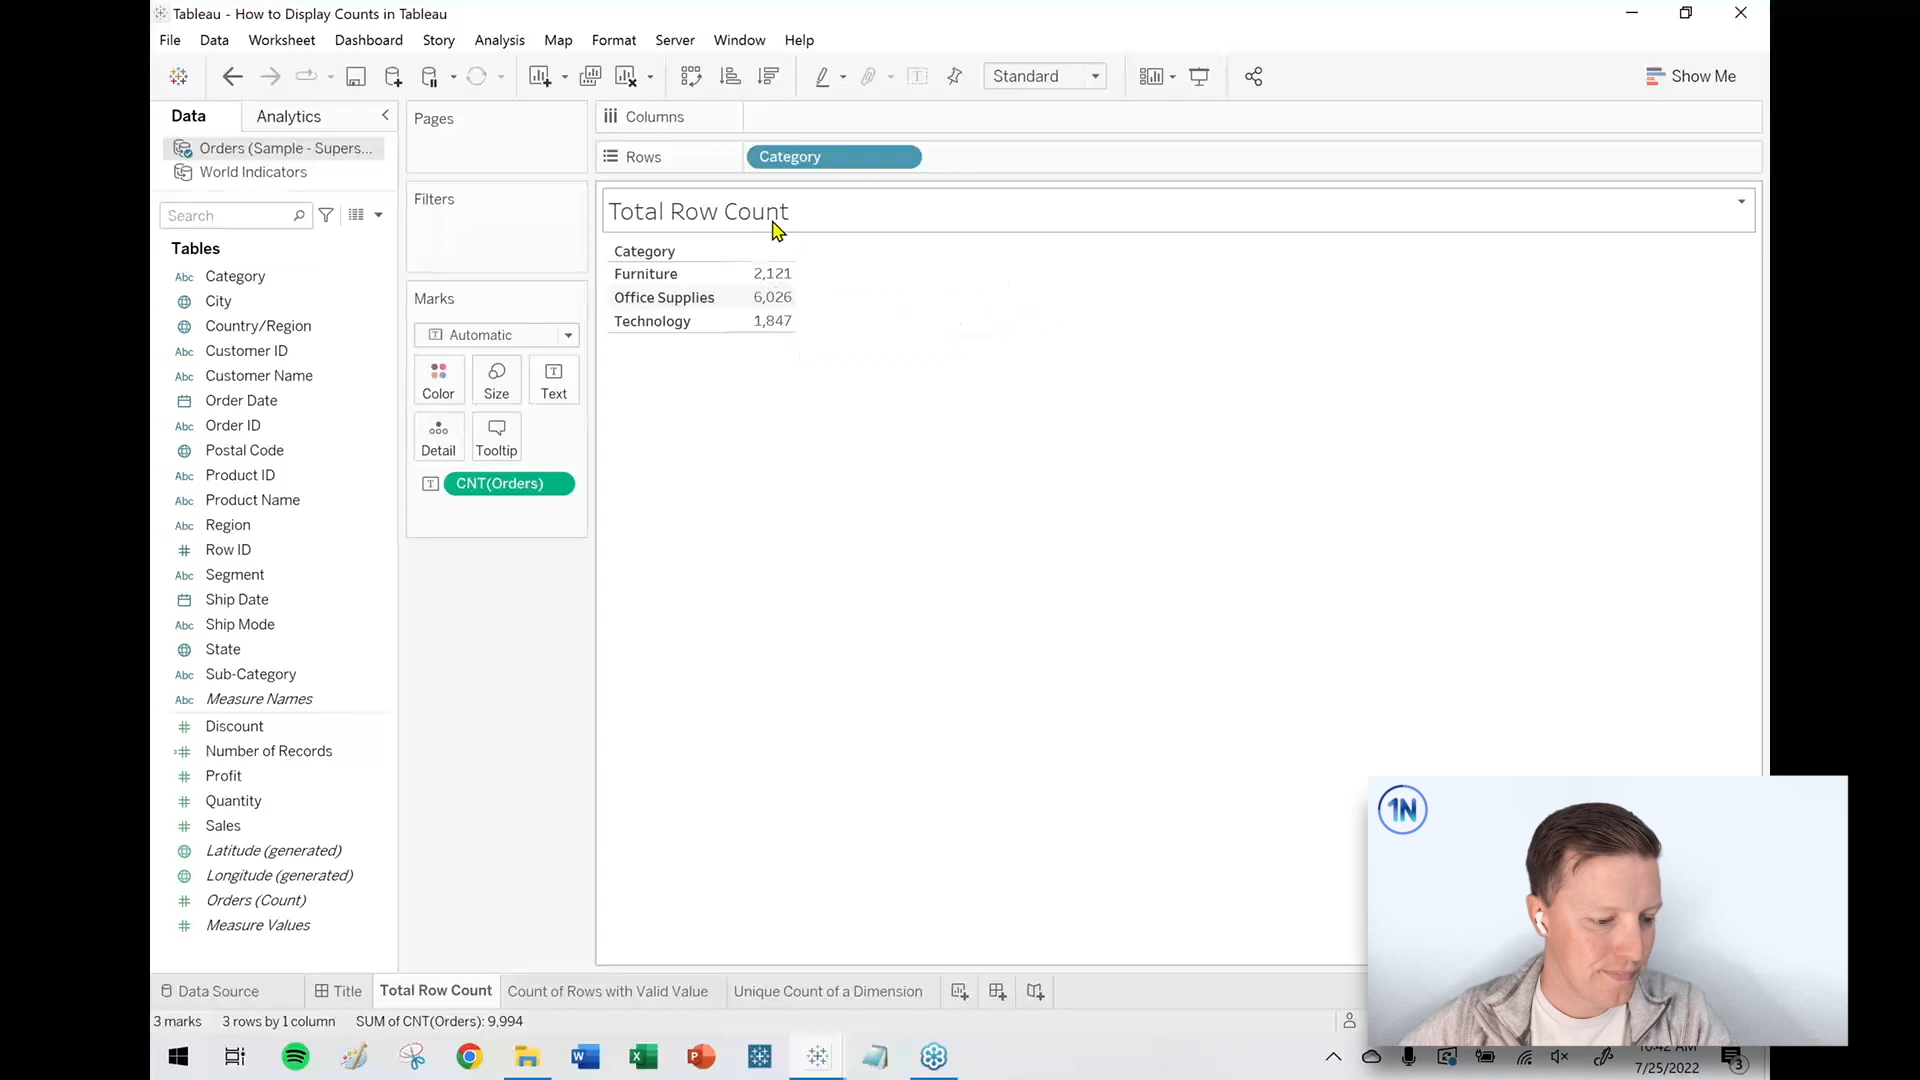 Tableau - How to Display Counts in Tableau
File Data Worksheet Dashboard Story Analysis Map Format Server Window Help
Standard
Show Me
Data Analytics
Orders (Sample - Supers...
World Indicators
Search
Tables
Abc Category
City
Country/Region
Abc Customer ID
Abc Customer Name
Order Date
Abc Order ID
Postal Code
Abc Product ID
Abc Product Name
Abc Region
# Row ID
Abc Segment
Ship Date
Abc Ship Mode
State
Abc Sub-Category
Abc Measure Names
# Discount
=# Number of Records
# Profit
# Quantity
# Sales
Latitude (generated)
Longitude (generated)
# Orders (Count)
# Measure Values
Pages
Filters
Marks
T Automatic
Color Size Text
Detail Tooltip
T CNT(Orders)
Columns
Rows Category
Total Row Count
Category
Furniture 2,121
Office Supplies 6,026
Technology 1,847
1N
Data Source Title Total Row Count Count of Rows with Valid Value Unique Count of a Dimension
3 marks 3 rows by 1 column SUM of CNT(Orders): 9,994
10:42 AM
7/25/2022
3